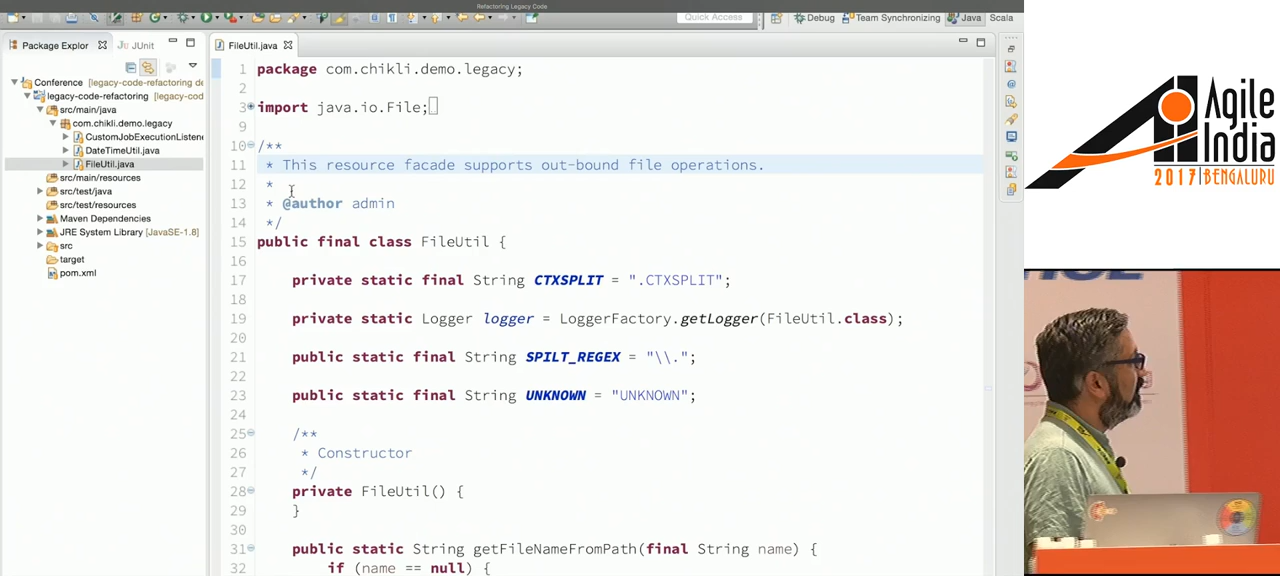 Refactoring Legacy Code
Quick Access
Debug
Team Synchronizing
Java
Scala
Package Explor
JUnit
FileUtil.java
Conference [legacy-code-refactoring de
legacy-code-refactoring [legacy-co
src/main/java
com.chikli.demo.legacy
CustomJobExecutionListene
DateTimeUtil.java
FileUtil.java
src/main/resources
src/test/java
src/test/resources
Maven Dependencies
JRE System Library [JavaSE-1.8]
src
target
pom.xml
1 package com.chikli.demo.legacy;
2
3 import java.io.File;
9
10 /**
11 * This resource facade supports out-bound file operations.
12 *
13 * @author admin
14 */
15 public final class FileUtil {
16
17 private static final String CTXSPLIT = ".CTXSPLIT";
18
19 private static Logger logger = LoggerFactory.getLogger(FileUtil.class);
20
21 public static final String SPILT_REGEX = "\\.";
22
23 public static final String UNKNOWN = "UNKNOWN";
24
25 /**
26 * Constructor
27 */
28 private FileUtil() {
29 }
30
31 public static String getFileNameFromPath(final String name) {
32 if (name == null) {
Agile
India
2017 | BENGALURU